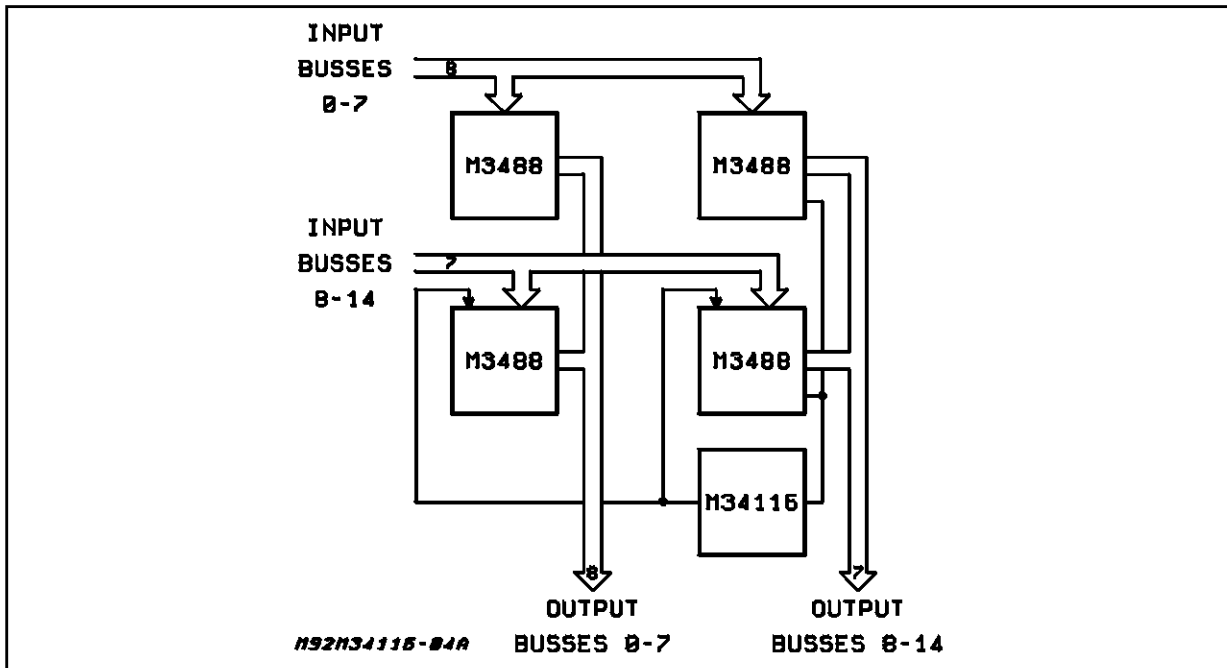 INPUT
BUSSES
0-7
8
M3488
M3488
INPUT
BUSSES
8-14
7
M3488
M3488
M34116
8
7
OUTPUT
BUSSES 0-7
OUTPUT
BUSSES 8-14
M92M34116-04A